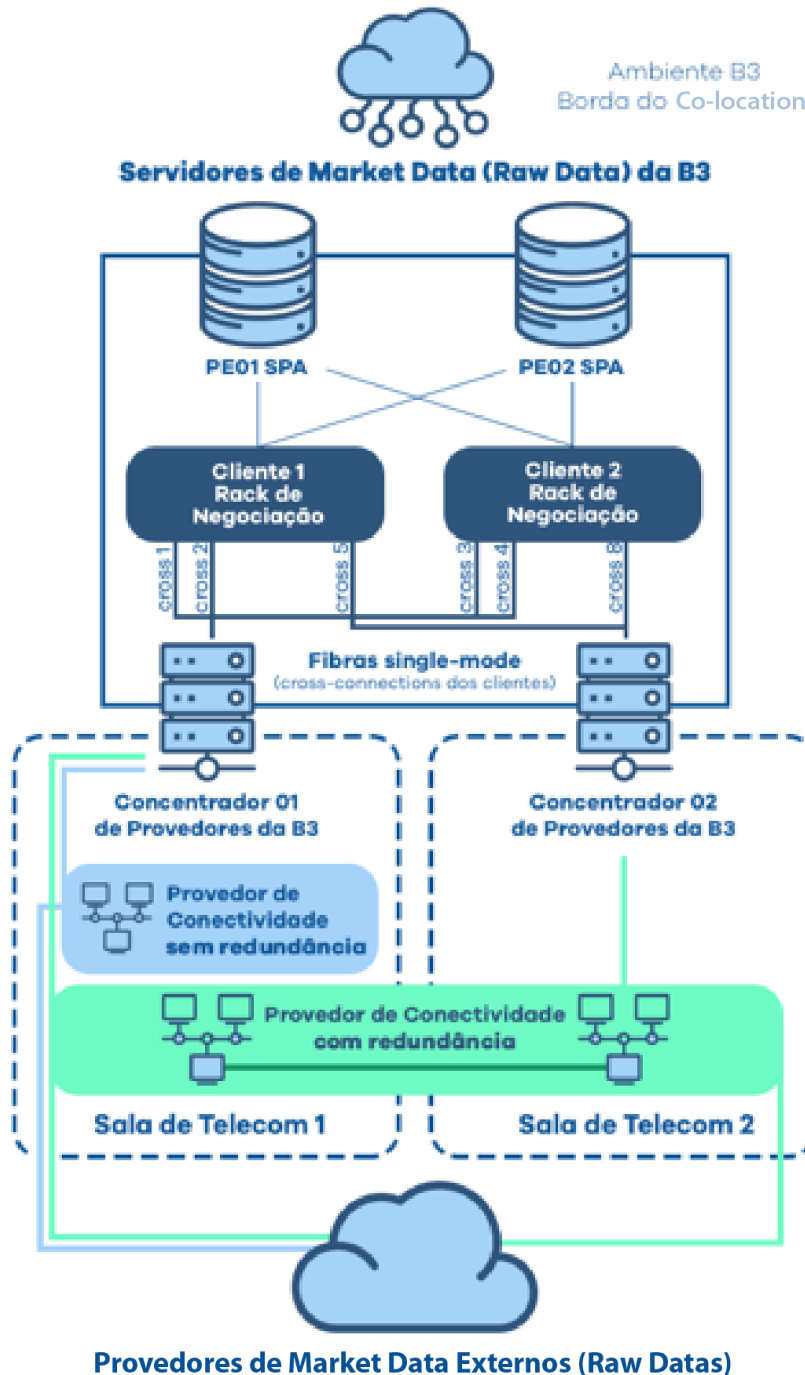 Ambiente B3
Borda do Co-location
Servidores de Market Data (Raw Data) da B3
PE01 SPA
PE02 SPA
Cliente 1
Rack de
Negociação
Cliente 2
Rack de
Negociação
cross 1
cross 2
cross 5
cross 3
cross 4
cross 8
Fibras single-mode
(cross-connections dos clientes)
Concentrador 01
de Provedores da B3
Concentrador 02
de Provedores da B3
Provedor de
Conectividade
sem redundância
Provedor de Conectividade
com redundância
Sala de Telecom 1
Sala de Telecom 2
Provedores de Market Data Externos (Raw Datas)